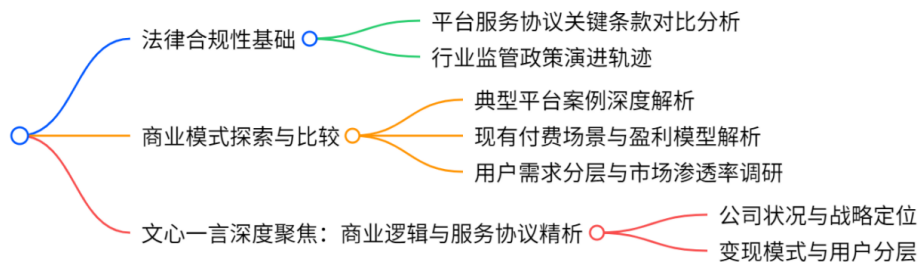 法律合规性基础
平台服务协议关键条款对比分析
行业监管政策演进轨迹
商业模式探索与比较
典型平台案例深度解析
现有付费场景与盈利模型解析
用户需求分层与市场渗透率调研
文心一言深度聚焦：商业逻辑与服务协议精析
公司状况与战略定位
变现模式与用户分层